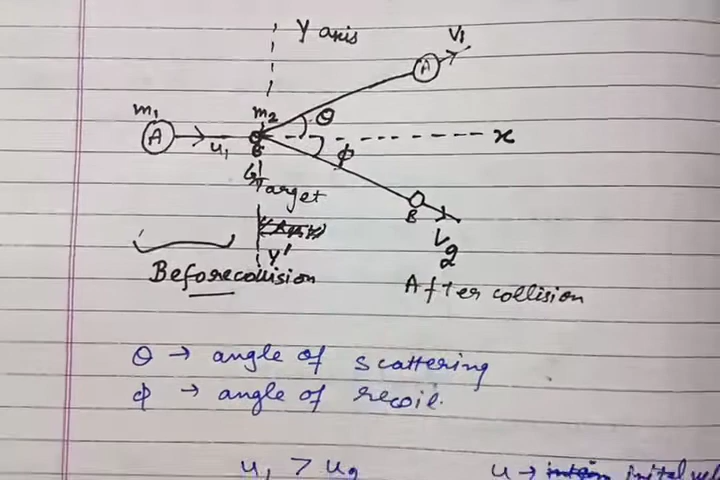 Y axis
V1
A
m1
m2
θ
A
x
u1
B
φ
Target
B
V2
Y'
Before collision
After collision
θ → angle of scattering
φ → angle of recoil.
u1 > u2
u →